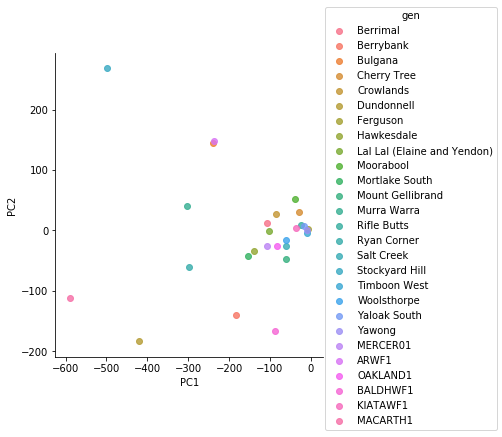 gen
Berrimal
Berrybank
Bulgana
Cherry Tree
Crowlands
Dundonnell
Ferguson
Hawkesdale
Lal Lal (Elaine and Yendon)
Moorabool
Mortlake South
Mount Gellibrand
Murra Warra
Rifle Butts
Ryan Corner
Salt Creek
Stockyard Hill
Timboon West
Woolsthorpe
Yaloak South
Yawong
MERCER01
ARWF1
OAKLAND1
BALDHWF1
KIATAWF1
MACARTH1
200
100
0
−100
−200
PC2
−600 −500 −400 −300 −200 −100 0
PC1